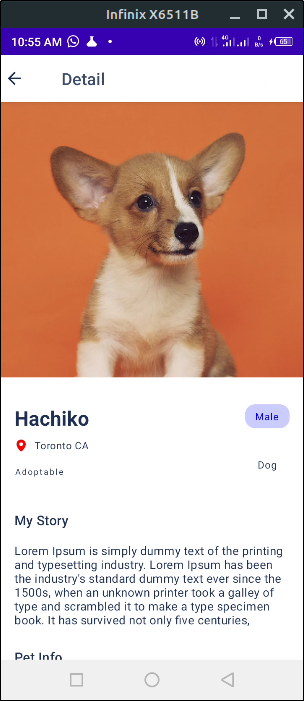 Infinix X6511B
10:55 AM
4G
0
B/s
65
Detail
Hachiko
Male
Toronto CA
Adoptable
Dog
My Story
Lorem Ipsum is simply dummy text of the printing
and typesetting industry. Lorem Ipsum has been
the industry's standard dummy text ever since the
1500s, when an unknown printer took a galley of
type and scrambled it to make a type specimen
book. It has survived not only five centuries,
Pet Info